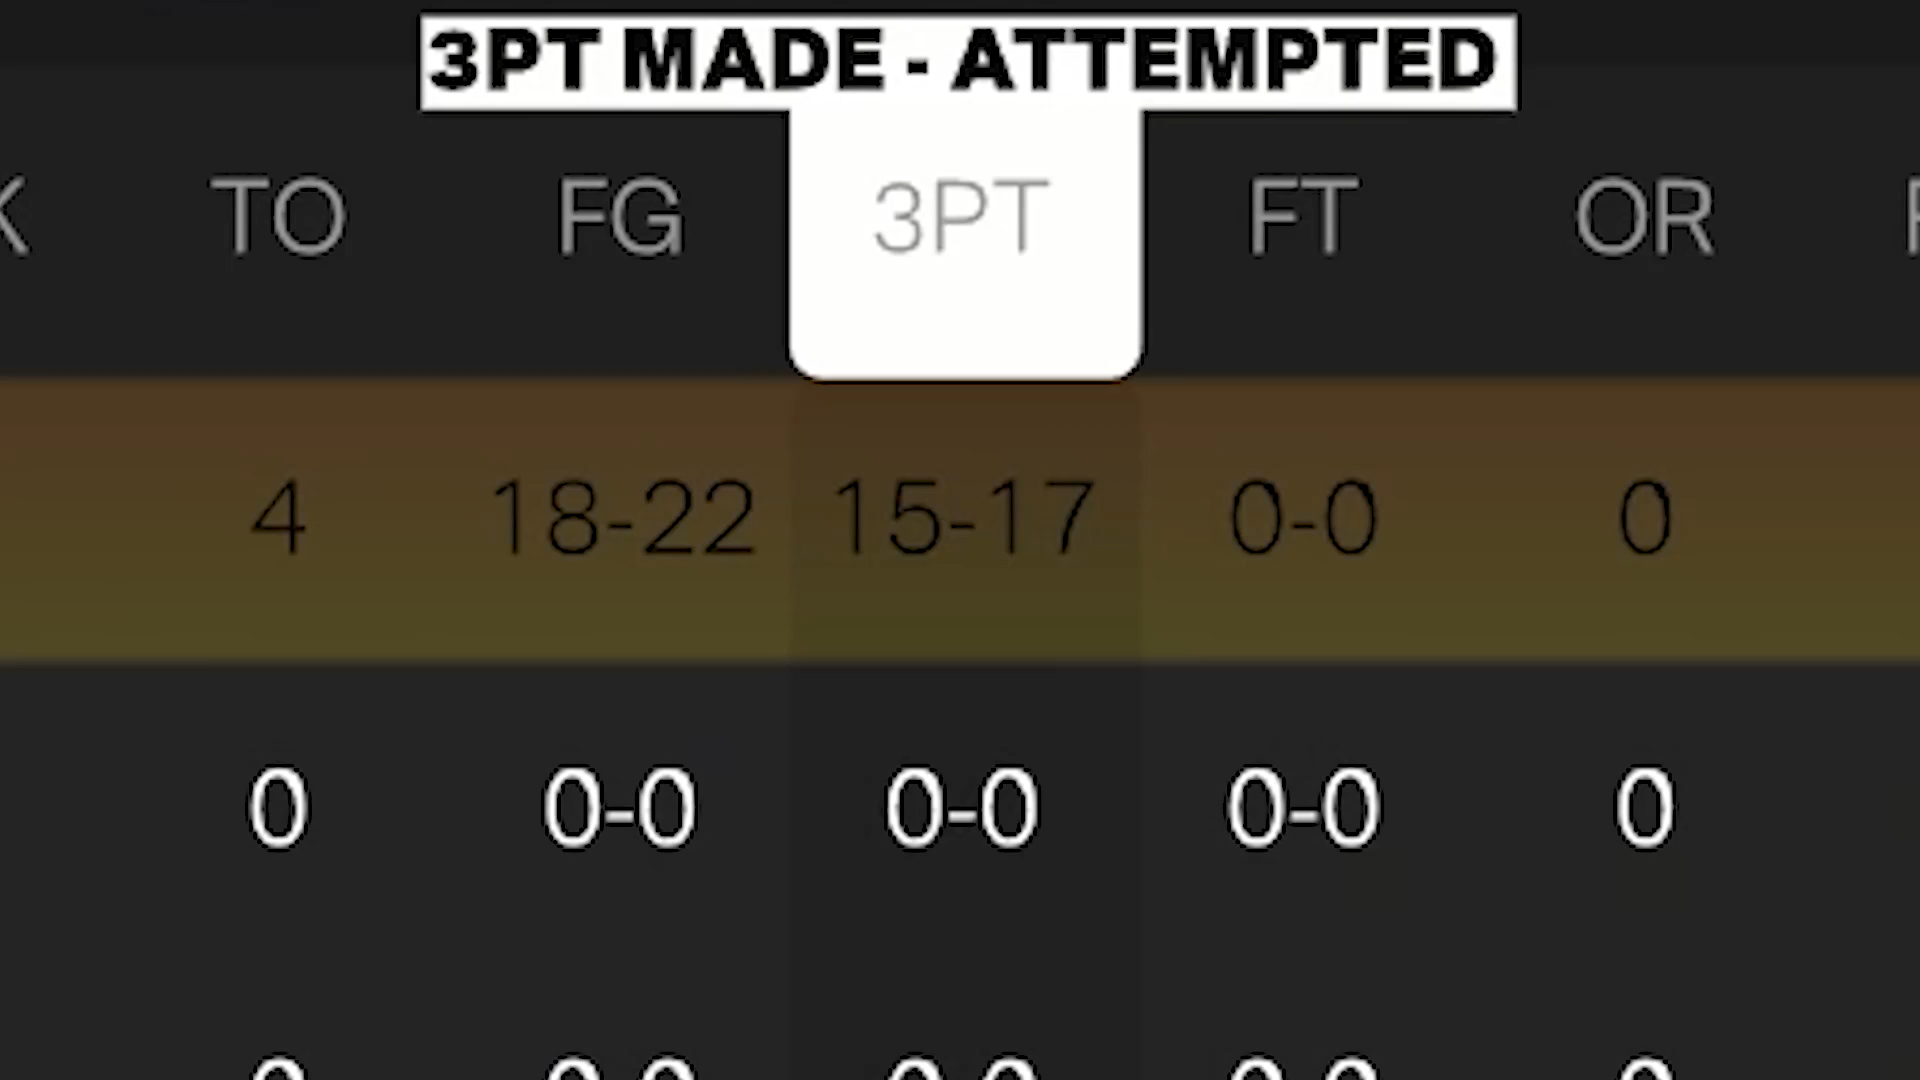 3PT MADE - ATTEMPTED
TO FG 3PT FT OR
4 18-22 15-17 0-0 0
0 0-0 0-0 0-0 0